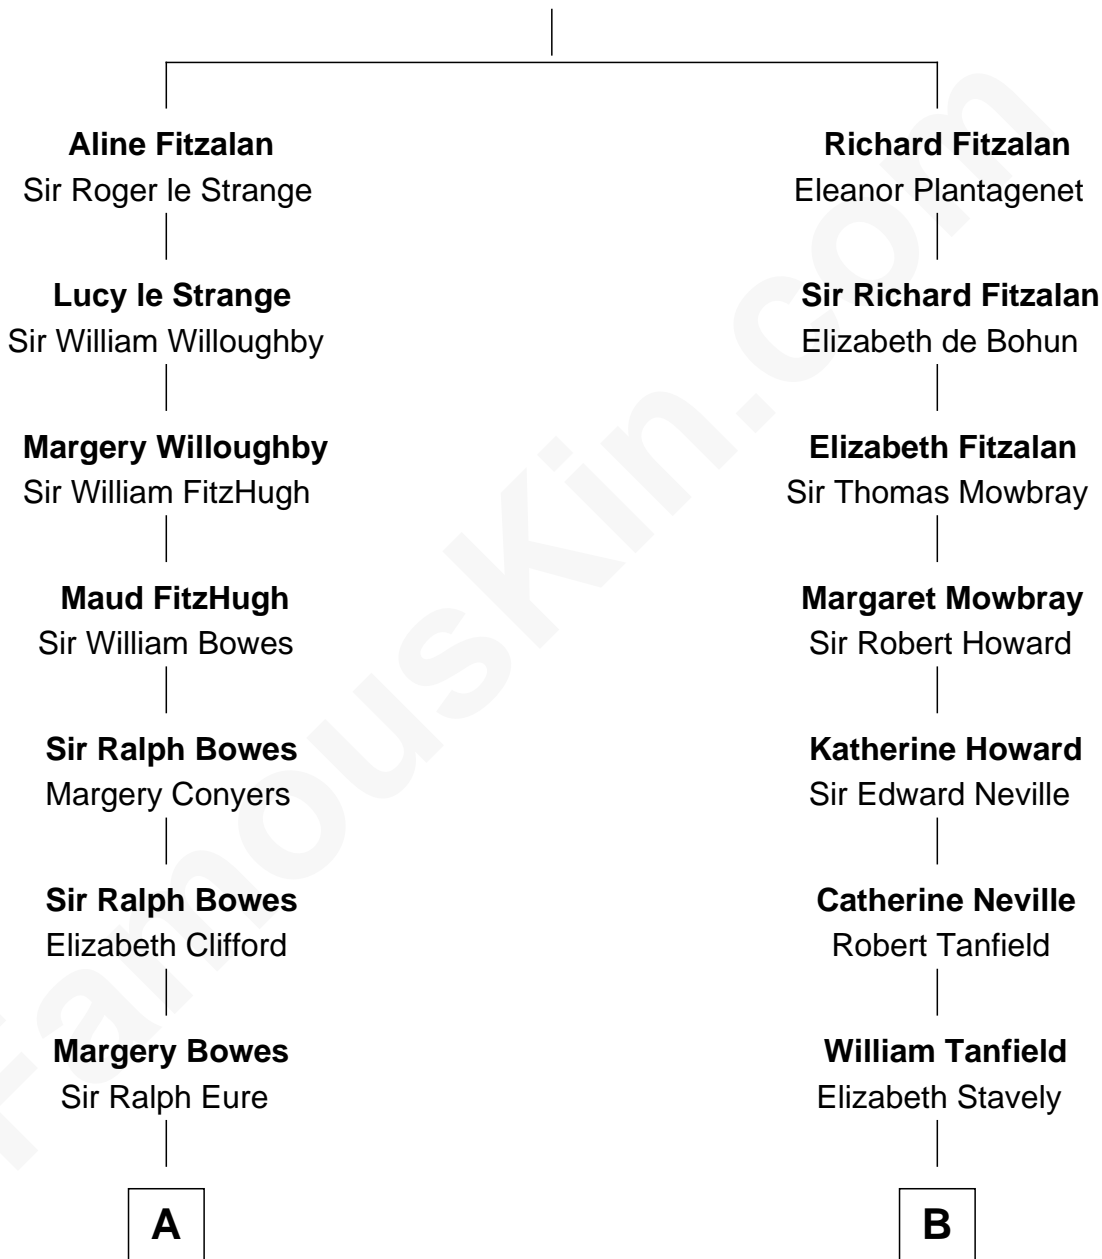 Aline Fitzalan
Sir Roger le Strange
Lucy le Strange
Sir William Willoughby
Margery Willoughby
Sir William FitzHugh
Maud FitzHugh
Sir William Bowes
Sir Ralph Bowes
Margery Conyers
Sir Ralph Bowes
Elizabeth Clifford
Margery Bowes
Sir Ralph Eure
A
Richard Fitzalan
Eleanor Plantagenet
Sir Richard Fitzalan
Elizabeth de Bohun
Elizabeth Fitzalan
Sir Thomas Mowbray
Margaret Mowbray
Sir Robert Howard
Katherine Howard
Sir Edward Neville
Catherine Neville
Robert Tanfield
William Tanfield
Elizabeth Stavely
B
FamousKin.com